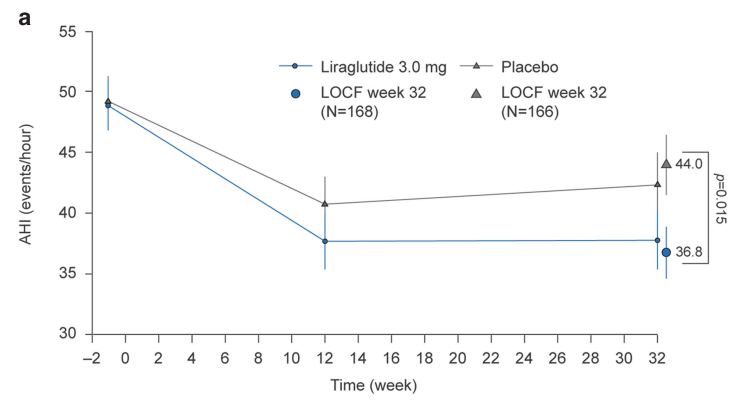 a
55
50
45
40
35
30
AHI (events/hour)
Liraglutide 3.0 mg
Placebo
LOCF week 32
(N=168)
LOCF week 32
(N=166)
44.0
36.8
p=0.015
–2 0 2 4 6 8 10 12 14 16 18 20 22 24 26 28 30 32
Time (week)